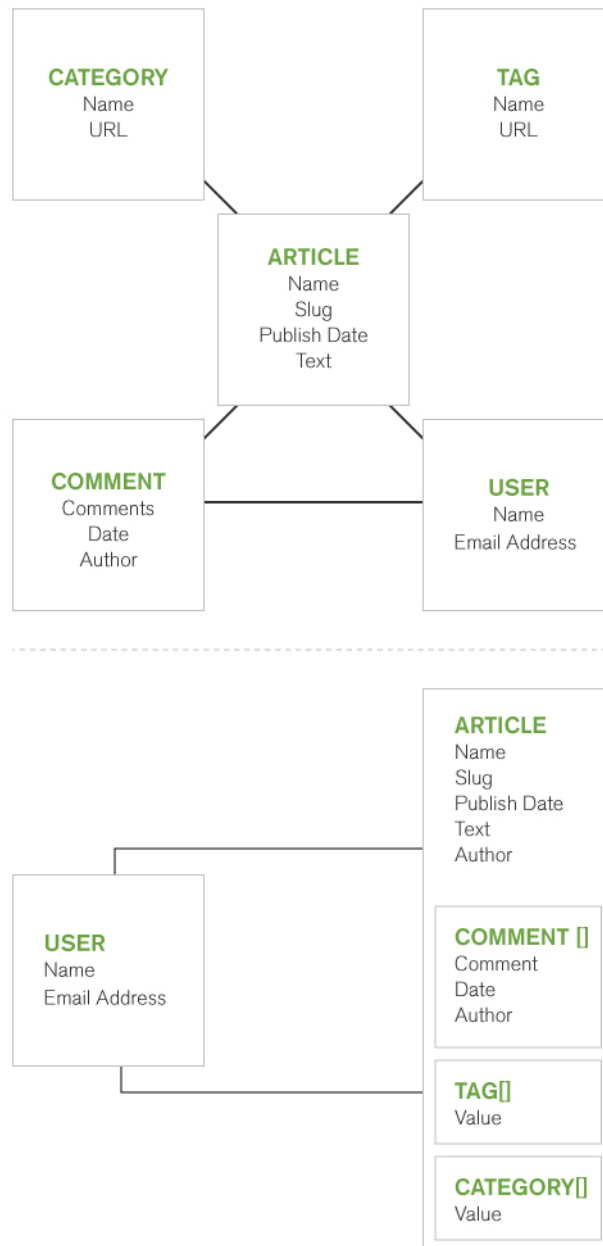 CATEGORY
Name
URL
TAG
Name
URL
ARTICLE
Name
Slug
Publish Date
Text
COMMENT
Comments
Date
Author
USER
Name
Email Address
ARTICLE
Name
Slug
Publish Date
Text
Author
USER
Name
Email Address
COMMENT []
Comment
Date
Author
TAG[]
Value
CATEGORY[]
Value